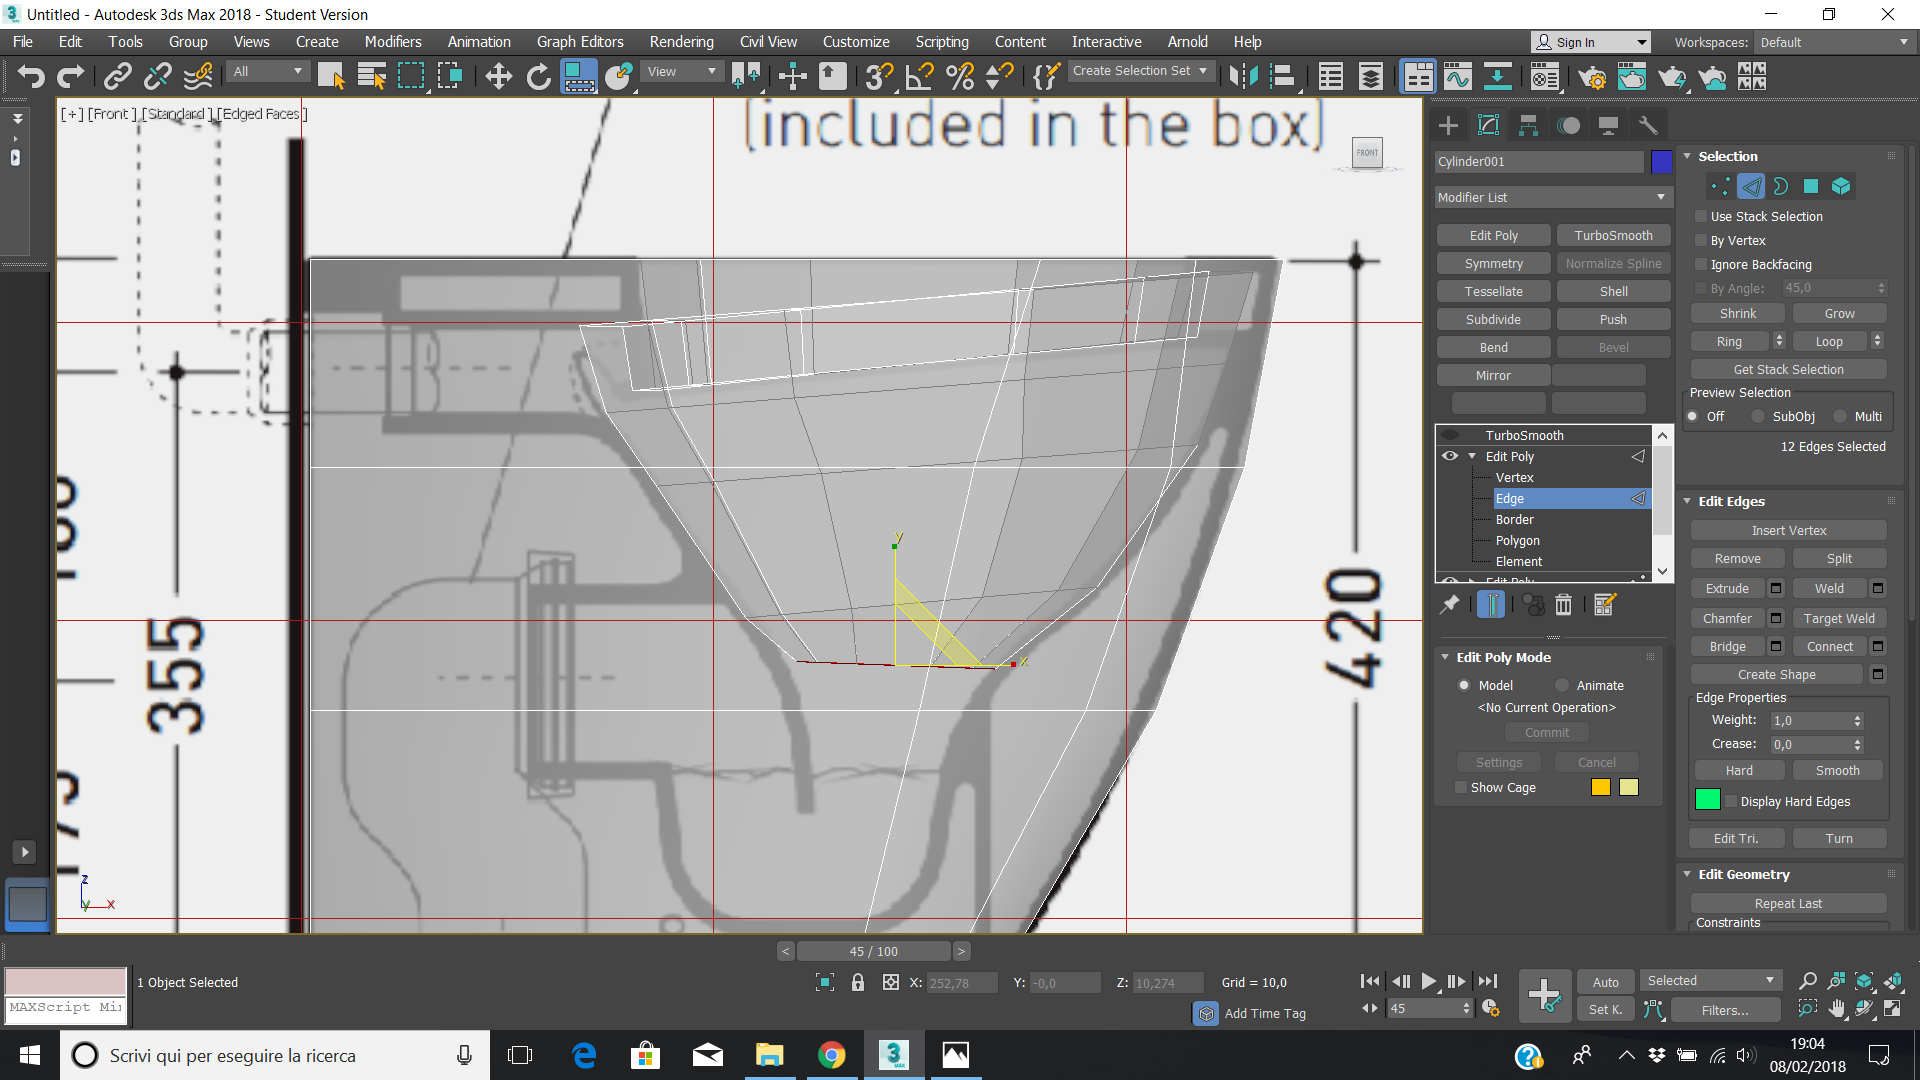 Untitled - Autodesk 3ds Max 2018 - Student Version
File Edit Tools Group Views Create Modifiers Animation Graph Editors Rendering Civil View Customize Scripting Content Interactive Arnold Help
Sign In
Workspaces: Default
All
View
Create Selection Set
[+] [Front ] [Standard ] [Edged Faces ]
(included in the box)
FRONT
355
420
y
x
z
y x
Cylinder001
Modifier List
Edit Poly TurboSmooth
Symmetry Normalize Spline
Tessellate Shell
Subdivide Push
Bend Bevel
Mirror
TurboSmooth
Edit Poly
Vertex
Edge
Border
Polygon
Element
Edit Poly
Edit Poly Mode
Model Animate
<No Current Operation>
Commit
Settings Cancel
Show Cage
Selection
Use Stack Selection
By Vertex
Ignore Backfacing
By Angle: 45,0
Shrink Grow
Ring Loop
Get Stack Selection
Preview Selection
Off SubObj Multi
12 Edges Selected
Edit Edges
Insert Vertex
Remove Split
Extrude Weld
Chamfer Target Weld
Bridge Connect
Create Shape
Edge Properties
Weight: 1,0
Crease: 0,0
Hard Smooth
Display Hard Edges
Edit Tri. Turn
Edit Geometry
Repeat Last
Constraints
< 45 / 100 >
MAXScript Mi
1 Object Selected
X: 252,78 Y: -0,0 Z: 10,274 Grid = 10,0
Add Time Tag
45
Auto Selected
Set K. Filters...
Scrivi qui per eseguire la ricerca
3
MAX
19:04
08/02/2018